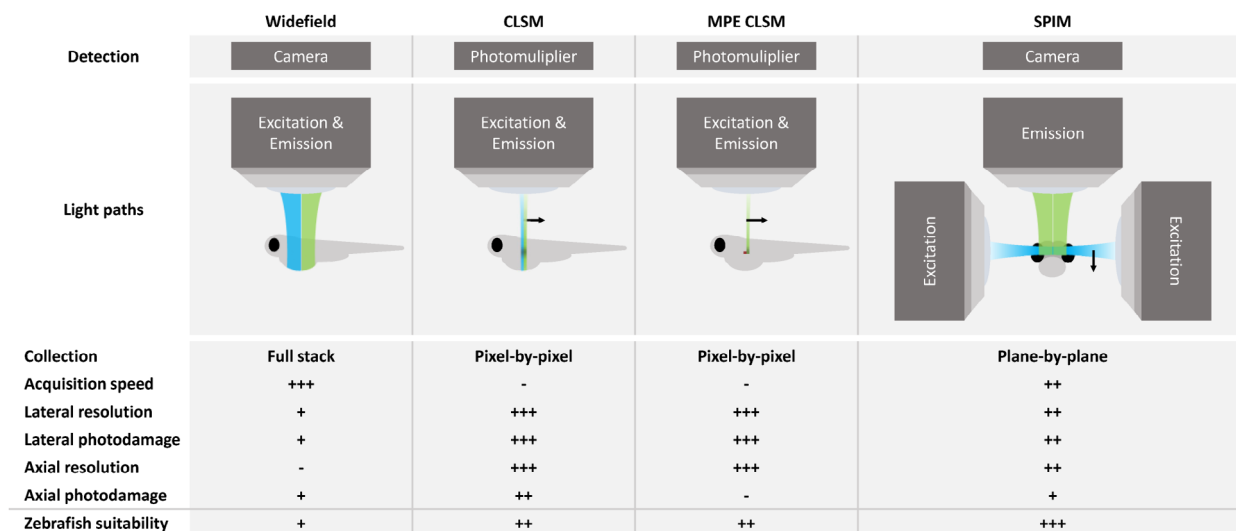 Widefield CLSM MPE CLSM SPIM
Detection Camera Photomuliplier Photomuliplier Camera
Light paths
Excitation &
Emission
Excitation &
Emission
Excitation &
Emission
Emission
Excitation
Excitation
Collection Full stack Pixel-by-pixel Pixel-by-pixel Plane-by-plane
Acquisition speed +++ - - ++
Lateral resolution + +++ +++ ++
Lateral photodamage + +++ +++ ++
Axial resolution - +++ +++ ++
Axial photodamage + ++ - +
Zebrafish suitability + ++ ++ +++